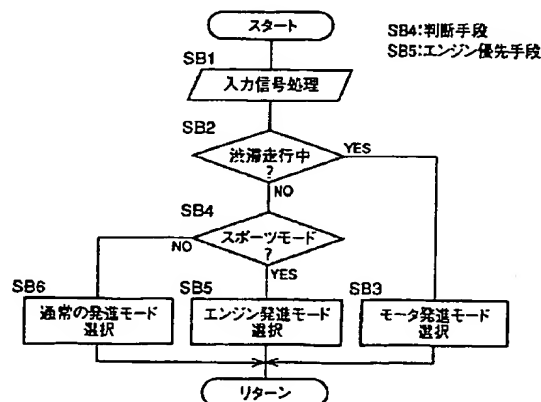 スタート
SB4:判断手段
SB5:エンジン優先手段
SB1
入力信号処理
SB2
渋滞走行中
?
YES
NO
SB4
スポーツモード
?
NO
YES
SB6
通常の発進モード
選択
SB5
エンジン発進モード
選択
SB3
モータ発進モード
選択
リターン